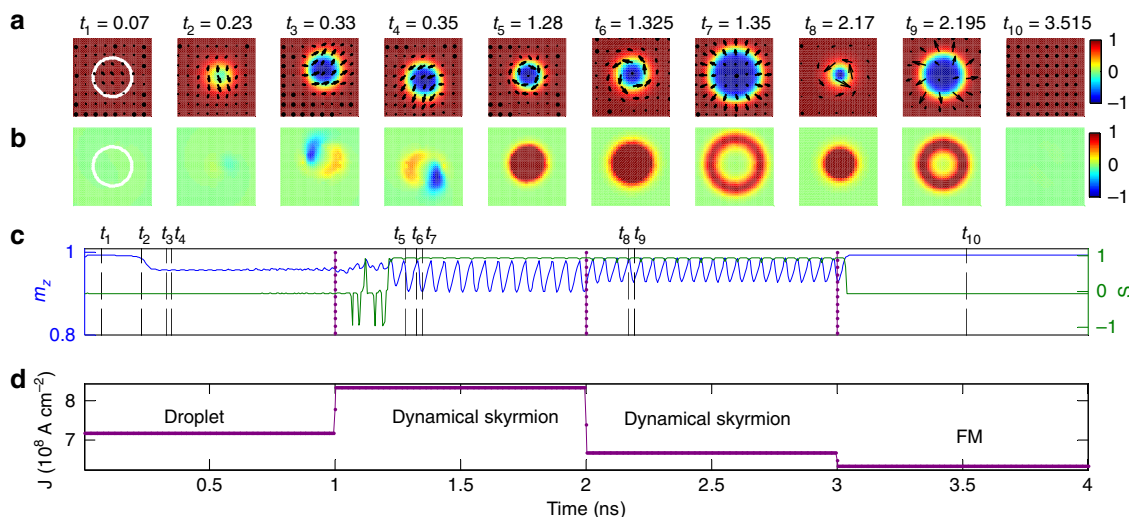 a t1 = 0.07 t2 = 0.23 t3 = 0.33 t4 = 0.35 t5 = 1.28 t6 = 1.325 t7 = 1.35 t8 = 2.17 t9 = 2.195 t10 = 3.515
1
0
−1
b
1
0
−1
c t1 t2 t3 t4 t5 t6 t7 t8 t9 t10
1
0.8
mz
1
0
−1
S
d
8
7
J (10⁸ A cm⁻²)
Droplet Dynamical skyrmion Dynamical skyrmion FM
0.5 1 1.5 2 2.5 3 3.5 4
Time (ns)